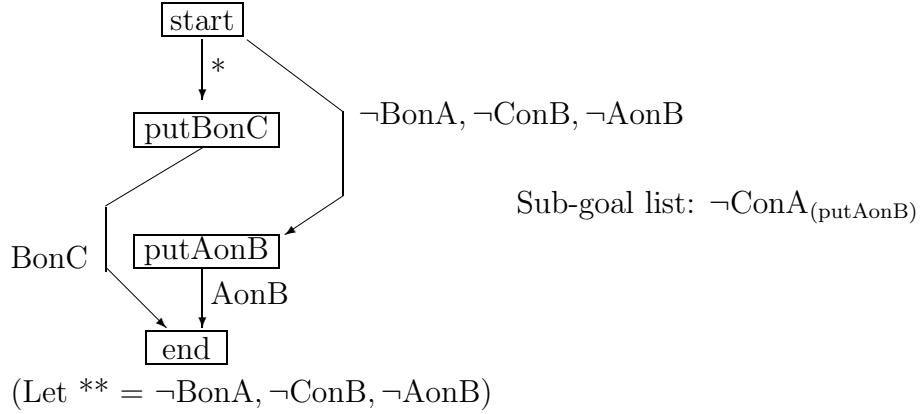 start
*
putBonC
¬BonA, ¬ConB, ¬AonB
Sub-goal list: ¬ConA(putAonB)
putAonB
BonC
AonB
end
(Let ** = ¬BonA, ¬ConB, ¬AonB)